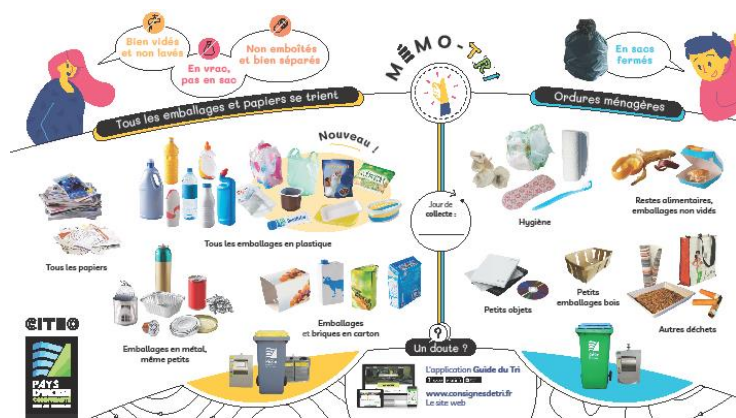 Bien vidés
et non lavés
En vrac,
pas en sac
Non emboîtés
et bien séparés
MÉMO-TRI
En sacs
fermés
Tous les emballages et papiers se trient
Ordures ménagères
Nouveau !
Tous les papiers
Tous les emballages en plastique
Emballages en métal,
même petits
Emballages
et briques en carton
Jour de
collecte :
Hygiène
Restes alimentaires,
emballages non vidés
Petits objets
Petits
emballages bois
Autres déchets
CITEO
PAYS
?
Un doute ?
L'application Guide du Tri
www.consignesdetri.fr
Le site web